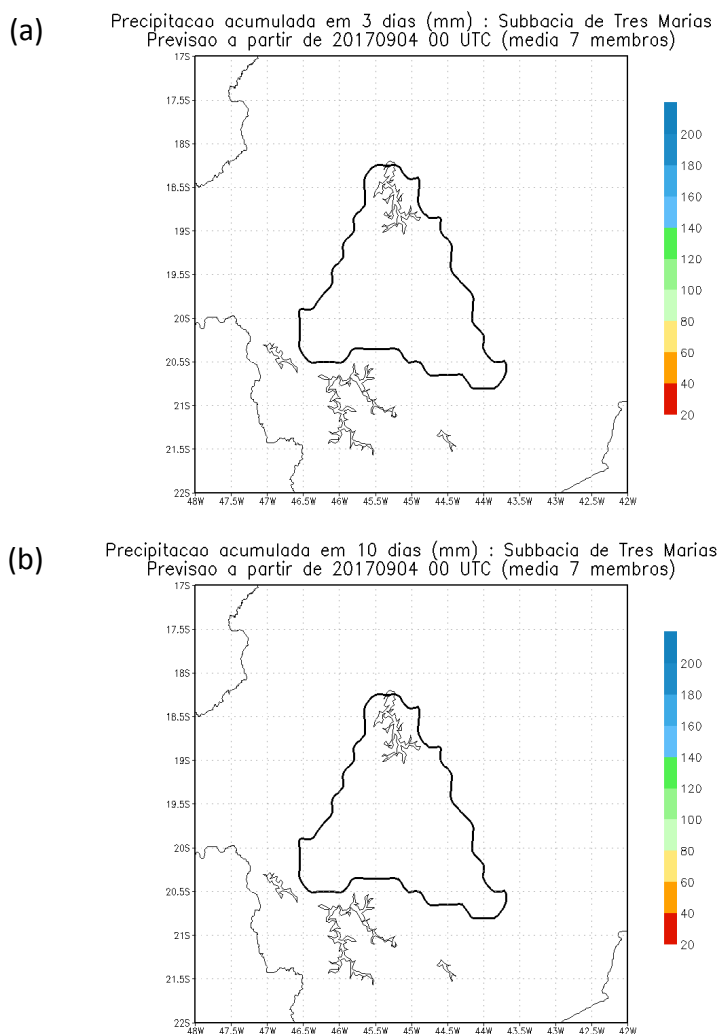 (a)
Precipitacao acumulada em 3 dias (mm) : Subbacia de Tres Marias
Previsao a partir de 20170904 00 UTC (media 7 membros)
17S
17.5S
18S
18.5S
19S
19.5S
20S
20.5S
21S
21.5S
22S
48W 47.5W 47W 46.5W 46W 45.5W 45W 44.5W 44W 43.5W 43W 42.5W 42W
200
180
160
140
120
100
80
60
40
20
(b)
Precipitacao acumulada em 10 dias (mm) : Subbacia de Tres Marias
Previsao a partir de 20170904 00 UTC (media 7 membros)
17S
17.5S
18S
18.5S
19S
19.5S
20S
20.5S
21S
21.5S
22S
48W 47.5W 47W 46.5W 46W 45.5W 45W 44.5W 44W 43.5W 43W 42.5W 42W
200
180
160
140
120
100
80
60
40
20